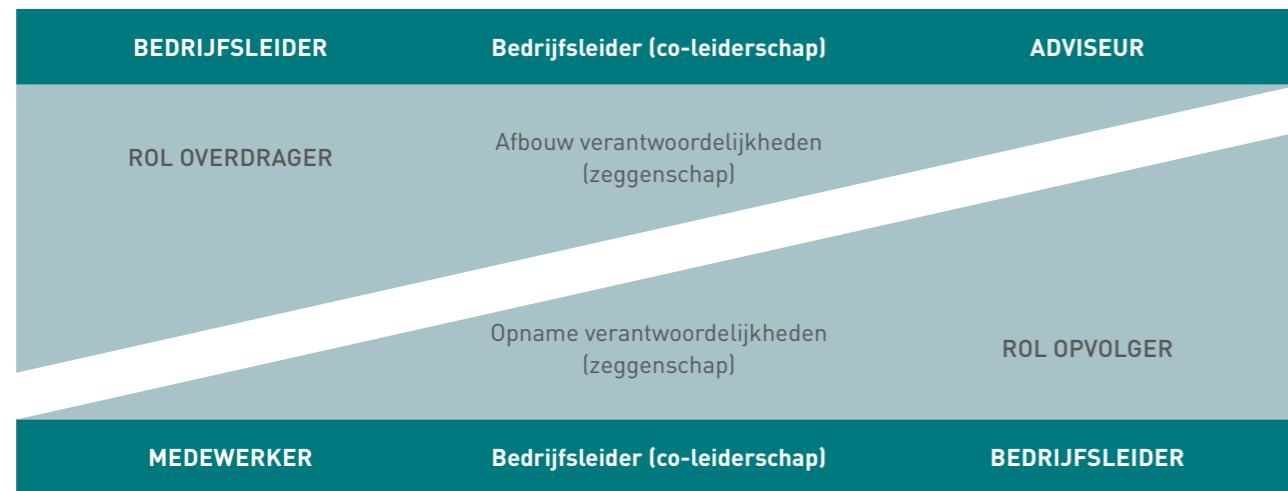 BEDRIJFSLEIDER
Bedrijfsleider (co-leiderschap)
ADVISEUR
ROL OVERDRAGER
Afbouw verantwoordelijkheden
(zeggenschap)
Opname verantwoordelijkheden
(zeggenschap)
ROL OPVOLGER
MEDEWERKER
Bedrijfsleider (co-leiderschap)
BEDRIJFSLEIDER